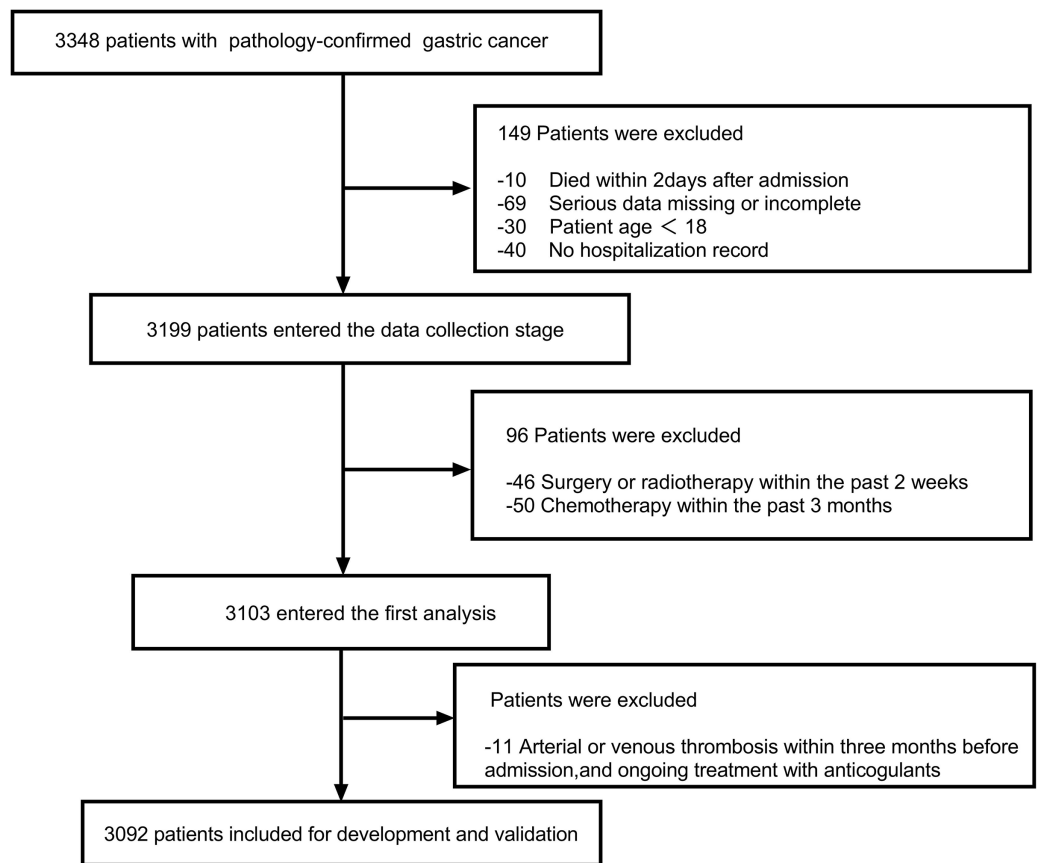 3348 patients with pathology-confirmed gastric cancer
149 Patients were excluded
-10 Died within 2days after admission
-69 Serious data missing or incomplete
-30 Patient age < 18
-40 No hospitalization record
3199 patients entered the data collection stage
96 Patients were excluded
-46 Surgery or radiotherapy within the past 2 weeks
-50 Chemotherapy within the past 3 months
3103 entered the first analysis
Patients were excluded
-11 Arterial or venous thrombosis within three months before
admission,and ongoing treatment with anticogulants
3092 patients included for development and validation